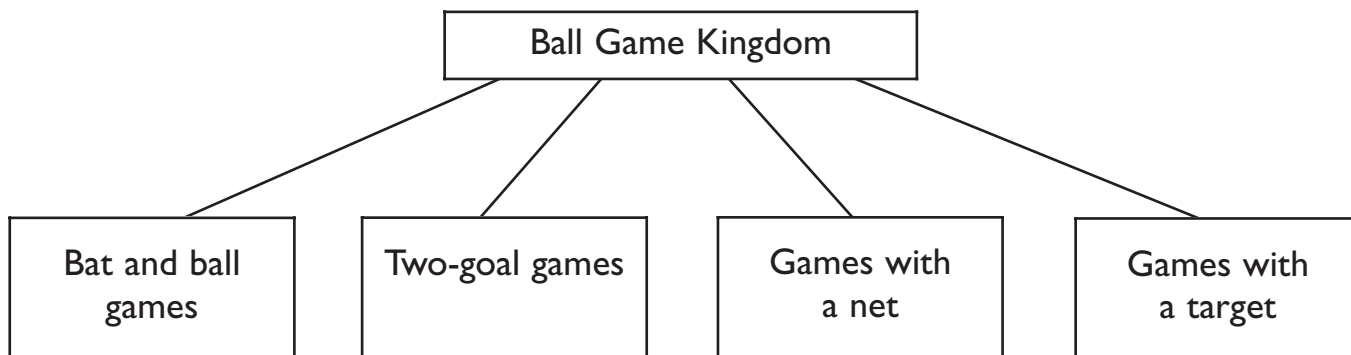 Ball Game Kingdom
Bat and ball
games
Two-goal games
Games with
a net
Games with
a target